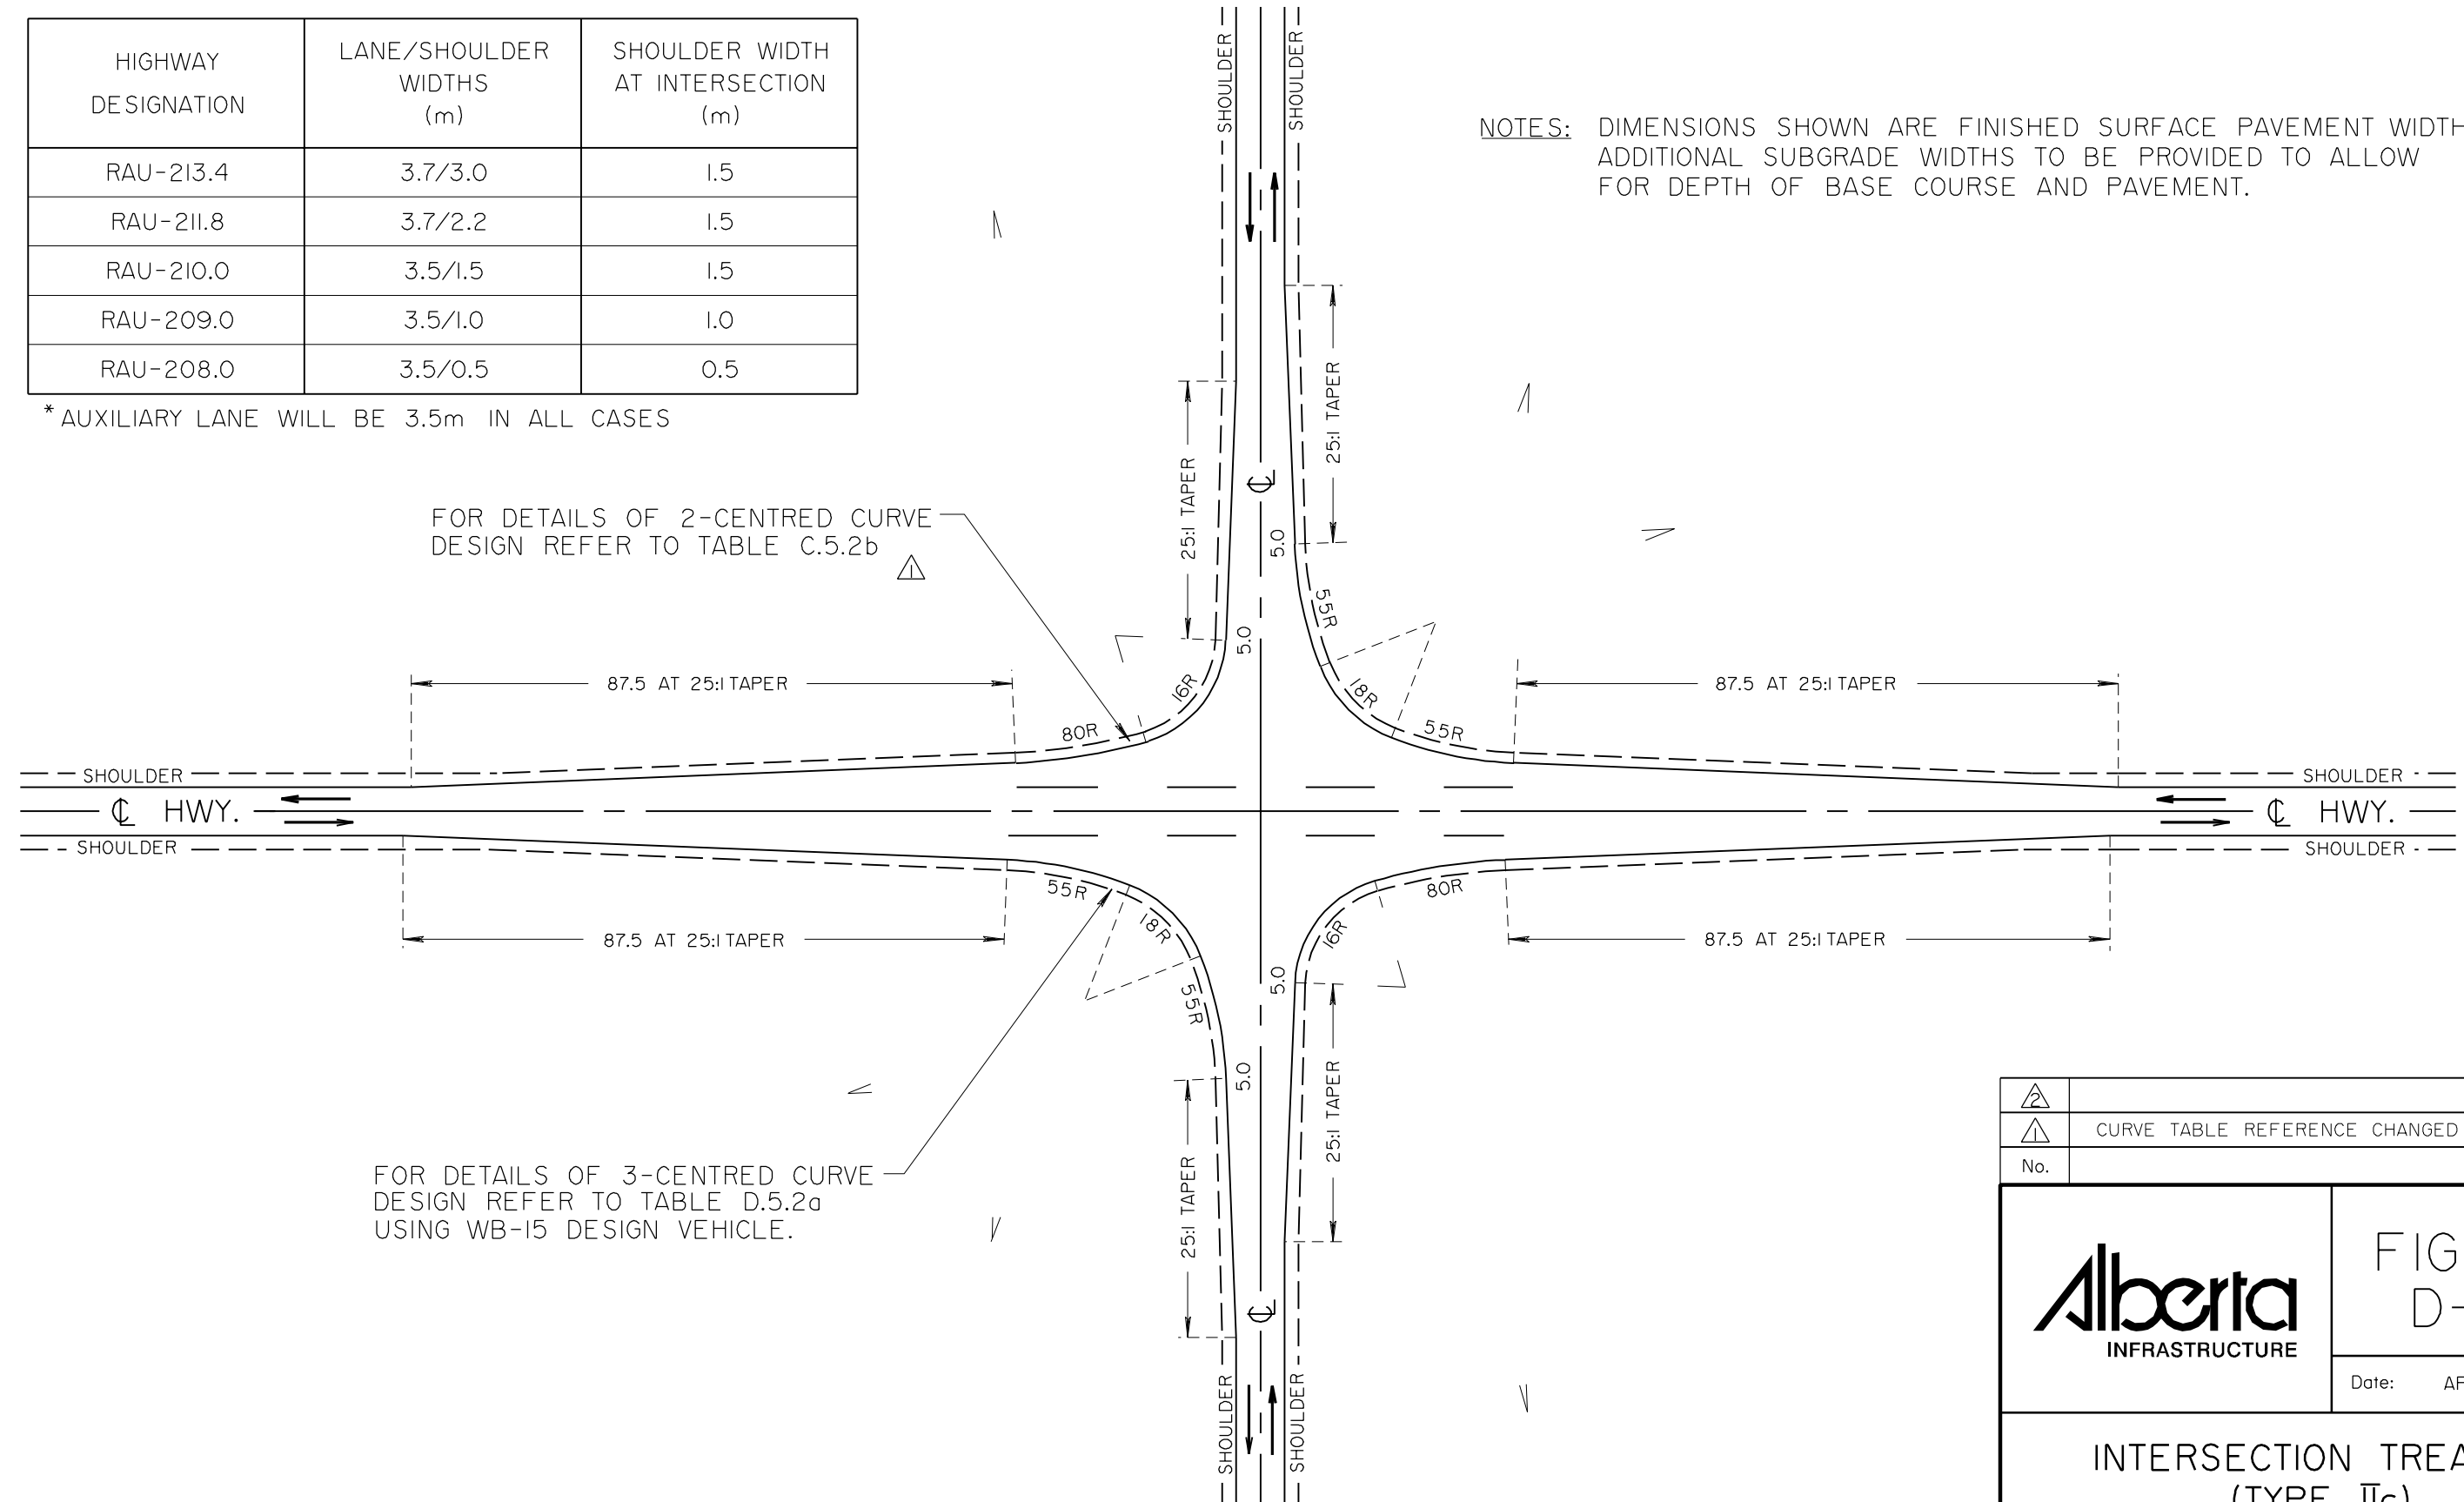 HIGHWAY DESIGNATION
LANE/SHOULDER WIDTHS (m)
SHOULDER WIDTH AT INTERSECTION (m)
RAU-213.4 3.7/3.0 1.5
RAU-211.8 3.7/2.2 1.5
RAU-210.0 3.5/1.5 1.5
RAU-209.0 3.5/1.0 1.0
RAU-208.0 3.5/0.5 0.5
* AUXILIARY LANE WILL BE 3.5m IN ALL CASES
NOTES: DIMENSIONS SHOWN ARE FINISHED SURFACE PAVEMENT WIDTH
ADDITIONAL SUBGRADE WIDTHS TO BE PROVIDED TO ALLOW
FOR DEPTH OF BASE COURSE AND PAVEMENT.
SHOULDER
SHOULDER
25:1 TAPER
25:1 TAPER
℄
5.0
5.0
FOR DETAILS OF 2-CENTRED CURVE
DESIGN REFER TO TABLE C.5.2b
1
55R
16R
18R
80R
55R
87.5 AT 25:1 TAPER
87.5 AT 25:1 TAPER
SHOULDER
SHOULDER
℄ HWY.
℄ HWY.
SHOULDER
SHOULDER
55R
80R
18R
16R
55R
87.5 AT 25:1 TAPER
87.5 AT 25:1 TAPER
5.0
5.0
25:1 TAPER
25:1 TAPER
FOR DETAILS OF 3-CENTRED CURVE
DESIGN REFER TO TABLE D.5.2a
USING WB-15 DESIGN VEHICLE.
℄
SHOULDER
SHOULDER
2
1 CURVE TABLE REFERENCE CHANGED
No.
Alberta
INFRASTRUCTURE
FIG
D-
Date: AP
INTERSECTION TREA
(TYPE IIc)